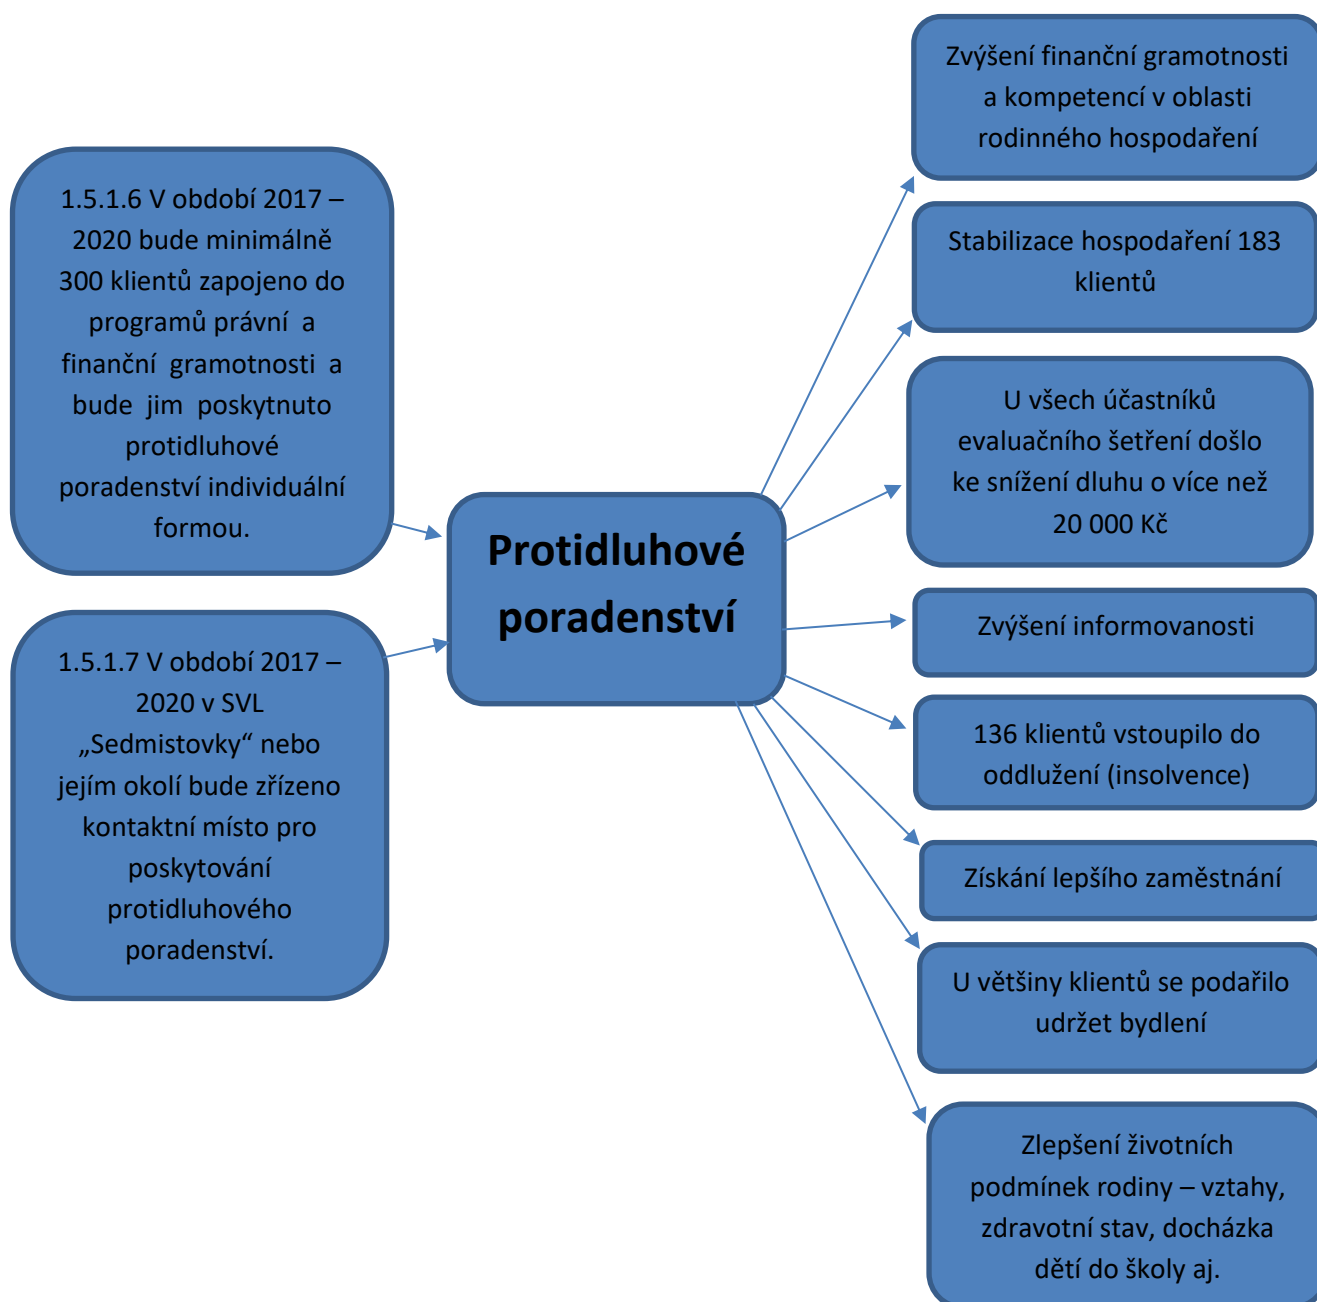 1.5.1.6 V období 2017 –
2020 bude minimálně
300 klientů zapojeno do
programů právní a
finanční gramotnosti a
bude jim poskytnuto
protidluhové
poradenství individuální
formou.
1.5.1.7 V období 2017 –
2020 v SVL
„Sedmistovky“ nebo
jejím okolí bude zřízeno
kontaktní místo pro
poskytování
protidluhového
poradenství.
Protidluhové
poradenství
Zvýšení finanční gramotnosti
a kompetencí v oblasti
rodinného hospodaření
Stabilizace hospodaření 183
klientů
U všech účastníků
evaluačního šetření došlo
ke snížení dluhu o více než
20 000 Kč
Zvýšení informovanosti
136 klientů vstoupilo do
oddlužení (insolvence)
Získání lepšího zaměstnání
U většiny klientů se podařilo
udržet bydlení
Zlepšení životních
podmínek rodiny – vztahy,
zdravotní stav, docházka
dětí do školy aj.